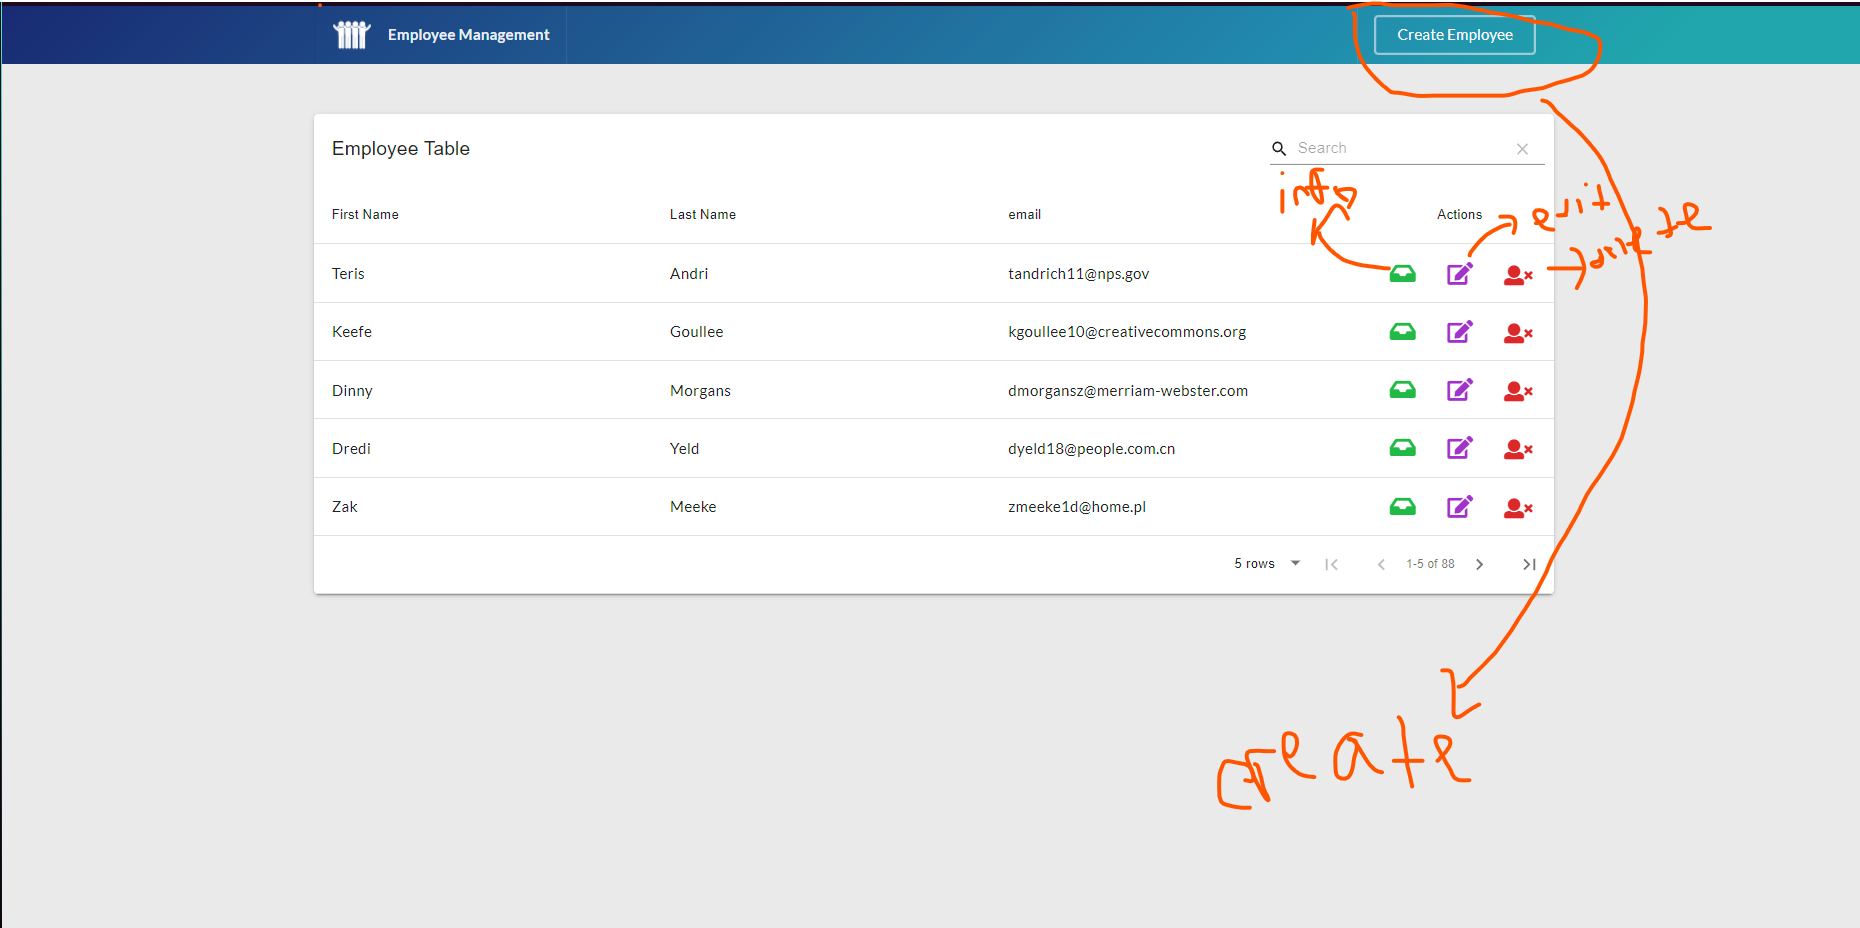 Employee Management Create Employee
Employee Table Search
info
First Name Last Name email Actions edit
delete
Teris Andri tandrich11@nps.gov
Keefe Goullee kgoullee10@creativecommons.org
Dinny Morgans dmorgansz@merriam-webster.com
Dredi Yeld dyeld18@people.com.cn
Zak Meeke zmeeke1d@home.pl
5 rows 1-5 of 88
create